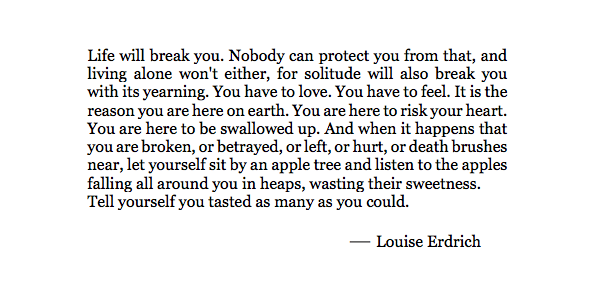 Life will break you. Nobody can protect you from that, and
living alone won't either, for solitude will also break you
with its yearning. You have to love. You have to feel. It is the
reason you are here on earth. You are here to risk your heart.
You are here to be swallowed up. And when it happens that
you are broken, or betrayed, or left, or hurt, or death brushes
near, let yourself sit by an apple tree and listen to the apples
falling all around you in heaps, wasting their sweetness.
Tell yourself you tasted as many as you could.
— Louise Erdrich